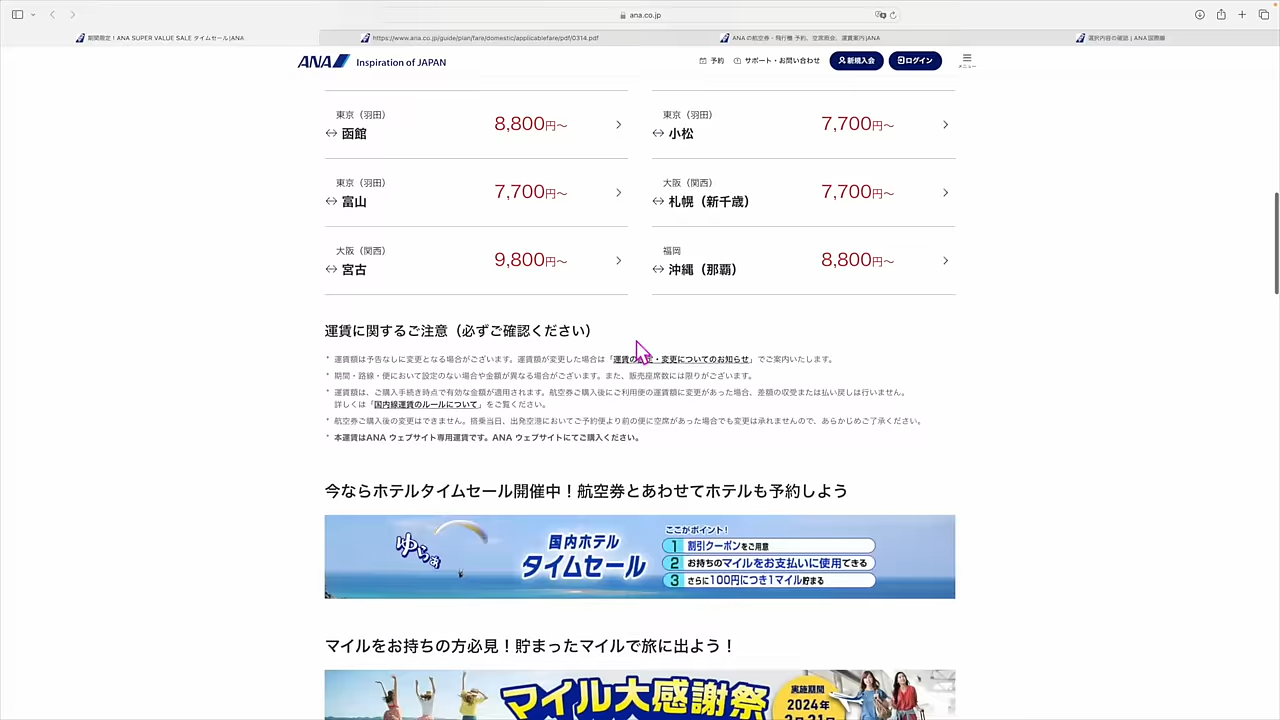 ana.co.jp
期間限定！ANA SUPER VALUE SALE タイムセール|ANA
https://www.ana.co.jp/guide/plan/fare/domestic/applicablefare/pdf/0314.pdf
ANA の航空券・飛行機 予約、空席照会、運賃案内|ANA
選択内容の確認 | ANA 国際線
ANA Inspiration of JAPAN
予約
サポート・お問い合わせ
新規入会
ログイン
メニュー
東京（羽田）
↔ 函館
8,800円～
東京（羽田）
↔ 小松
7,700円～
東京（羽田）
↔ 富山
7,700円～
大阪（関西）
↔ 札幌（新千歳）
7,700円～
大阪（関西）
↔ 宮古
9,800円～
福岡
↔ 沖縄（那覇）
8,800円～
運賃に関するご注意（必ずご確認ください）
* 運賃額は予告なしに変更となる場合がございます。運賃額が変更した場合は「運賃の・変更についてのお知らせ」でご案内いたします。
* 期間・路線・便において設定のない場合や金額が異なる場合がございます。また、販売座席数には限りがございます。
* 運賃額は、ご購入手続き時点で有効な金額が適用されます。航空券ご購入後にご利用便の運賃額に変更があった場合、差額の収受または払い戻しは行いません。
詳しくは「国内線運賃のルールについて」をご覧ください。
* 航空券ご購入後の変更はできません。搭乗当日、出発空港においてご予約便より前の便に空席があった場合でも変更は承れませんので、あらかじめご了承ください。
* 本運賃はANA ウェブサイト専用運賃です。ANA ウェブサイトにてご購入ください。
今ならホテルタイムセール開催中！航空券とあわせてホテルも予約しよう
国内ホテル
タイムセール
ここがポイント！
1 割引クーポンをご用意
2 お持ちのマイルをお支払いに使用できる
3 さらに100円につき1マイル貯まる
マイルをお持ちの方必見！貯まったマイルで旅に出よう！
マイル大感謝祭
実施期間
2024年